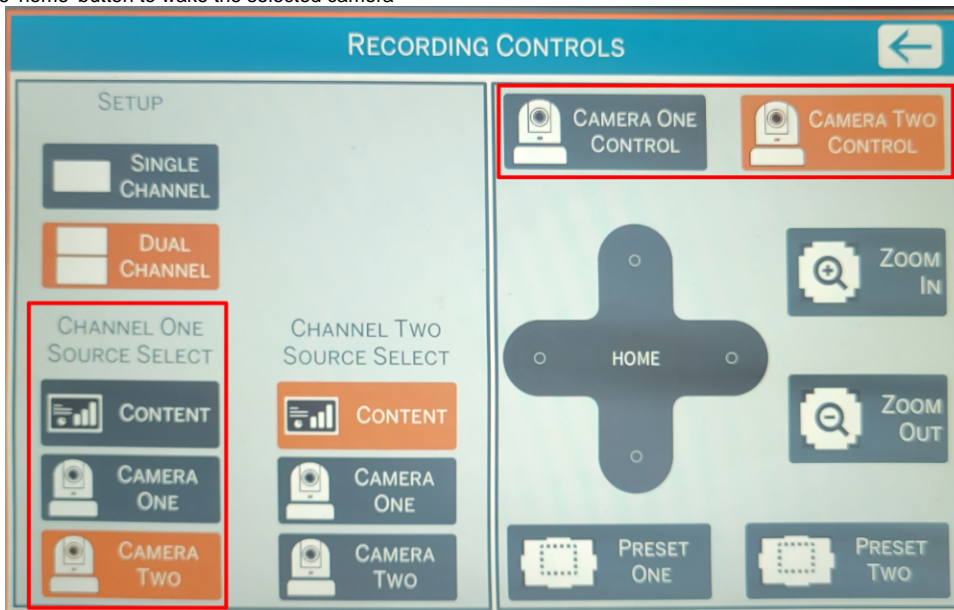 'home' button to wake the selected camera
RECORDING CONTROLS
SETUP
SINGLE
CHANNEL
DUAL
CHANNEL
CHANNEL ONE
SOURCE SELECT
CONTENT
CAMERA
ONE
CAMERA
TWO
CHANNEL TWO
SOURCE SELECT
CONTENT
CAMERA
ONE
CAMERA
TWO
CAMERA ONE
CONTROL
CAMERA TWO
CONTROL
HOME
ZOOM
IN
ZOOM
OUT
PRESET
ONE
PRESET
TWO